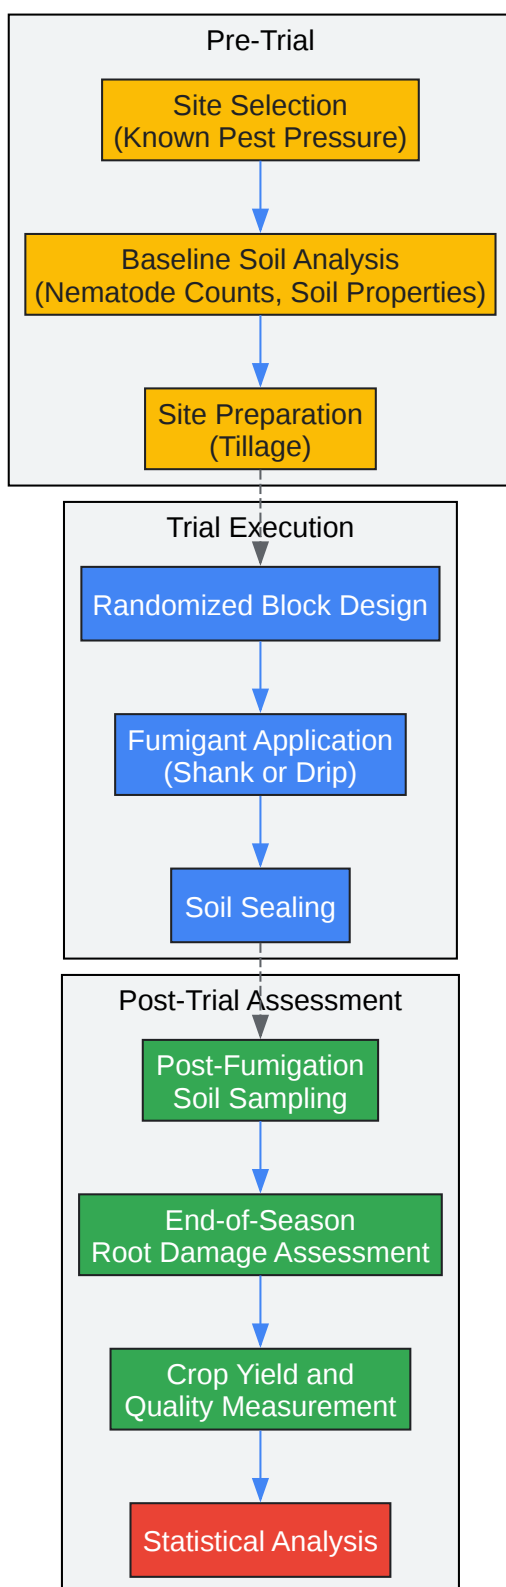 Pre-Trial
Site Selection
(Known Pest Pressure)
Baseline Soil Analysis
(Nematode Counts, Soil Properties)
Site Preparation
(Tillage)
Trial Execution
Randomized Block Design
Fumigant Application
(Shank or Drip)
Soil Sealing
Post-Trial Assessment
Post-Fumigation
Soil Sampling
End-of-Season
Root Damage Assessment
Crop Yield and
Quality Measurement
Statistical Analysis